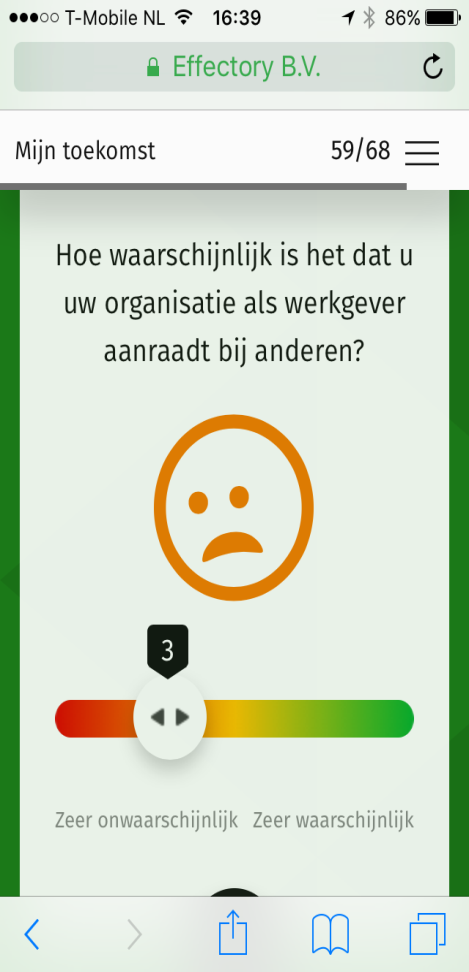 T-Mobile NL 16:39 86%
Effectory B.V.
Mijn toekomst 59/68
Hoe waarschijnlijk is het dat u
uw organisatie als werkgever
aanraadt bij anderen?
3
Zeer onwaarschijnlijk Zeer waarschijnlijk